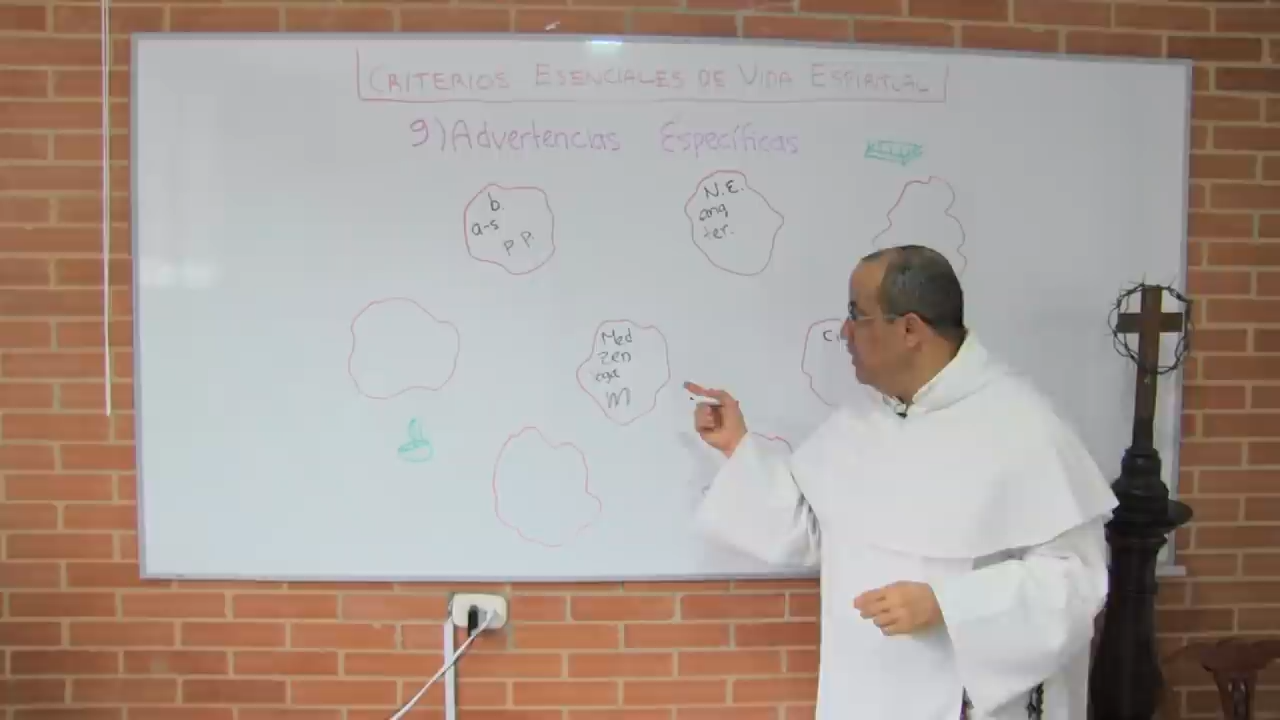 CRITERIOS ESENCIALES DE VIDA ESPIRITUAL
9) Advertencias Específicas
b.
a-s
p p.
N.E.
ang
ter.
Med
zen
m